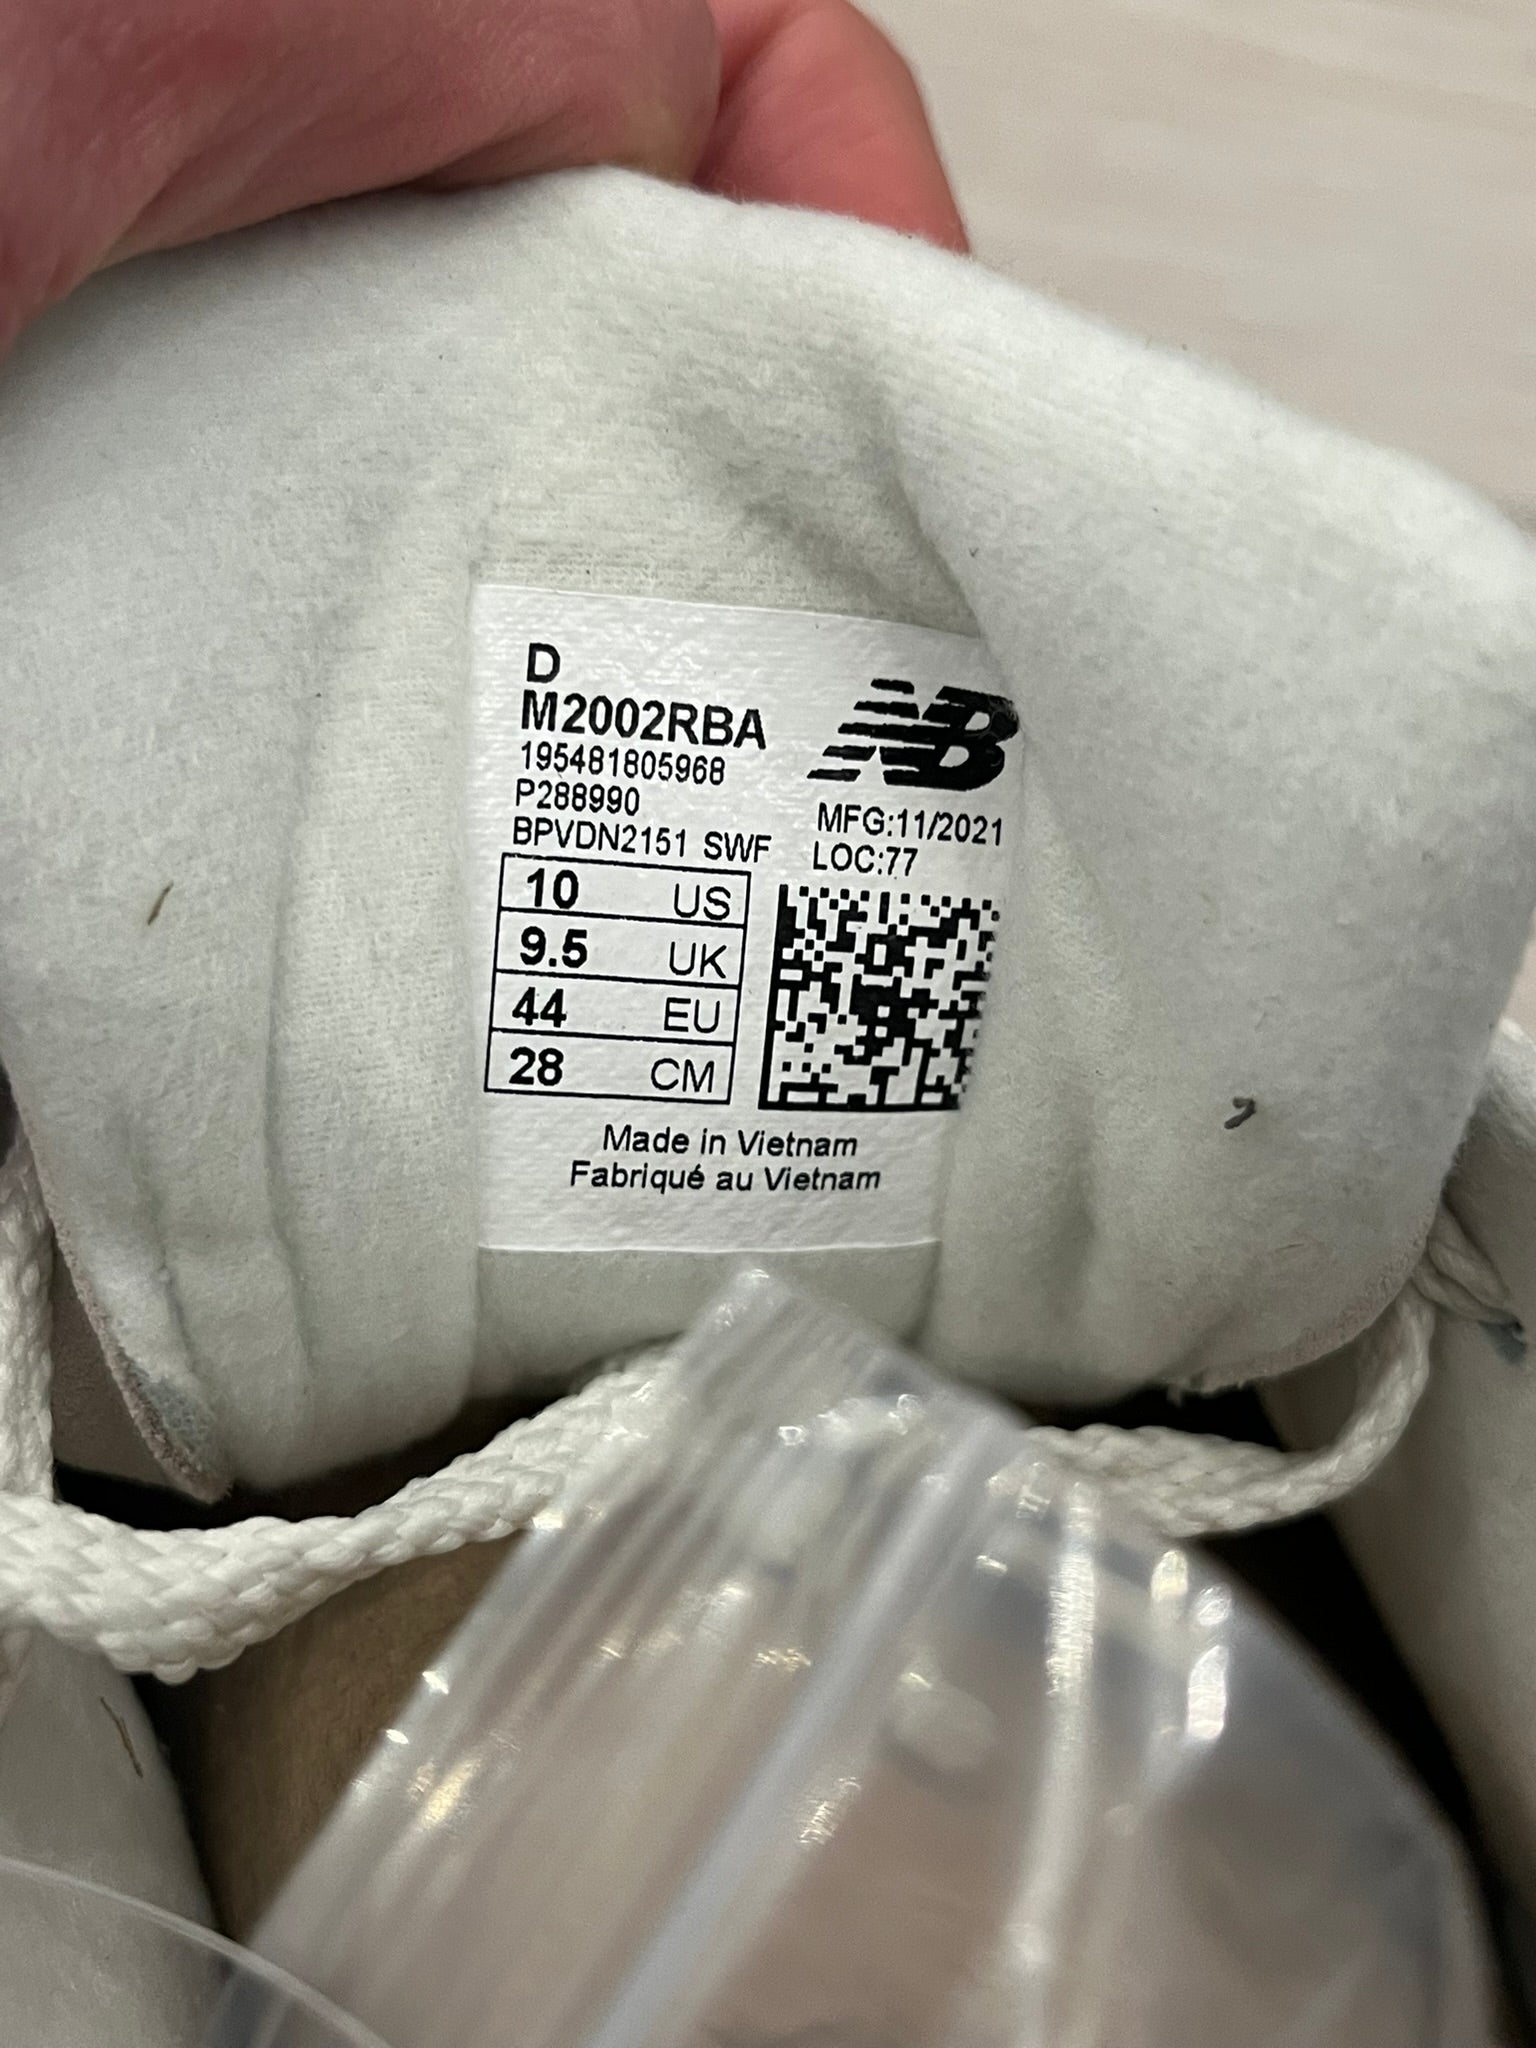 D
M2002RBA
195481805968
P288990
BPVDN2151 SWF
NB
MFG:11/2021
LOC:77
10 US
9.5 UK
44 EU
28 CM
Made in Vietnam
Fabriqué au Vietnam